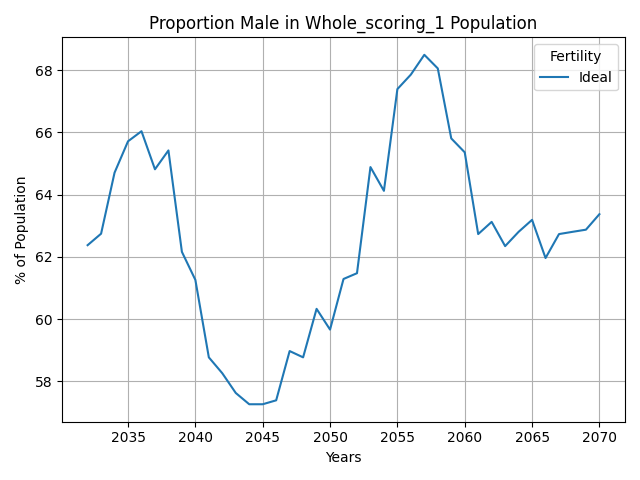 Proportion Male in Whole_scoring_1 Population
Fertility
Ideal
68
66
64
62
60
58
% of Population
2035 2040 2045 2050 2055 2060 2065 2070
Years